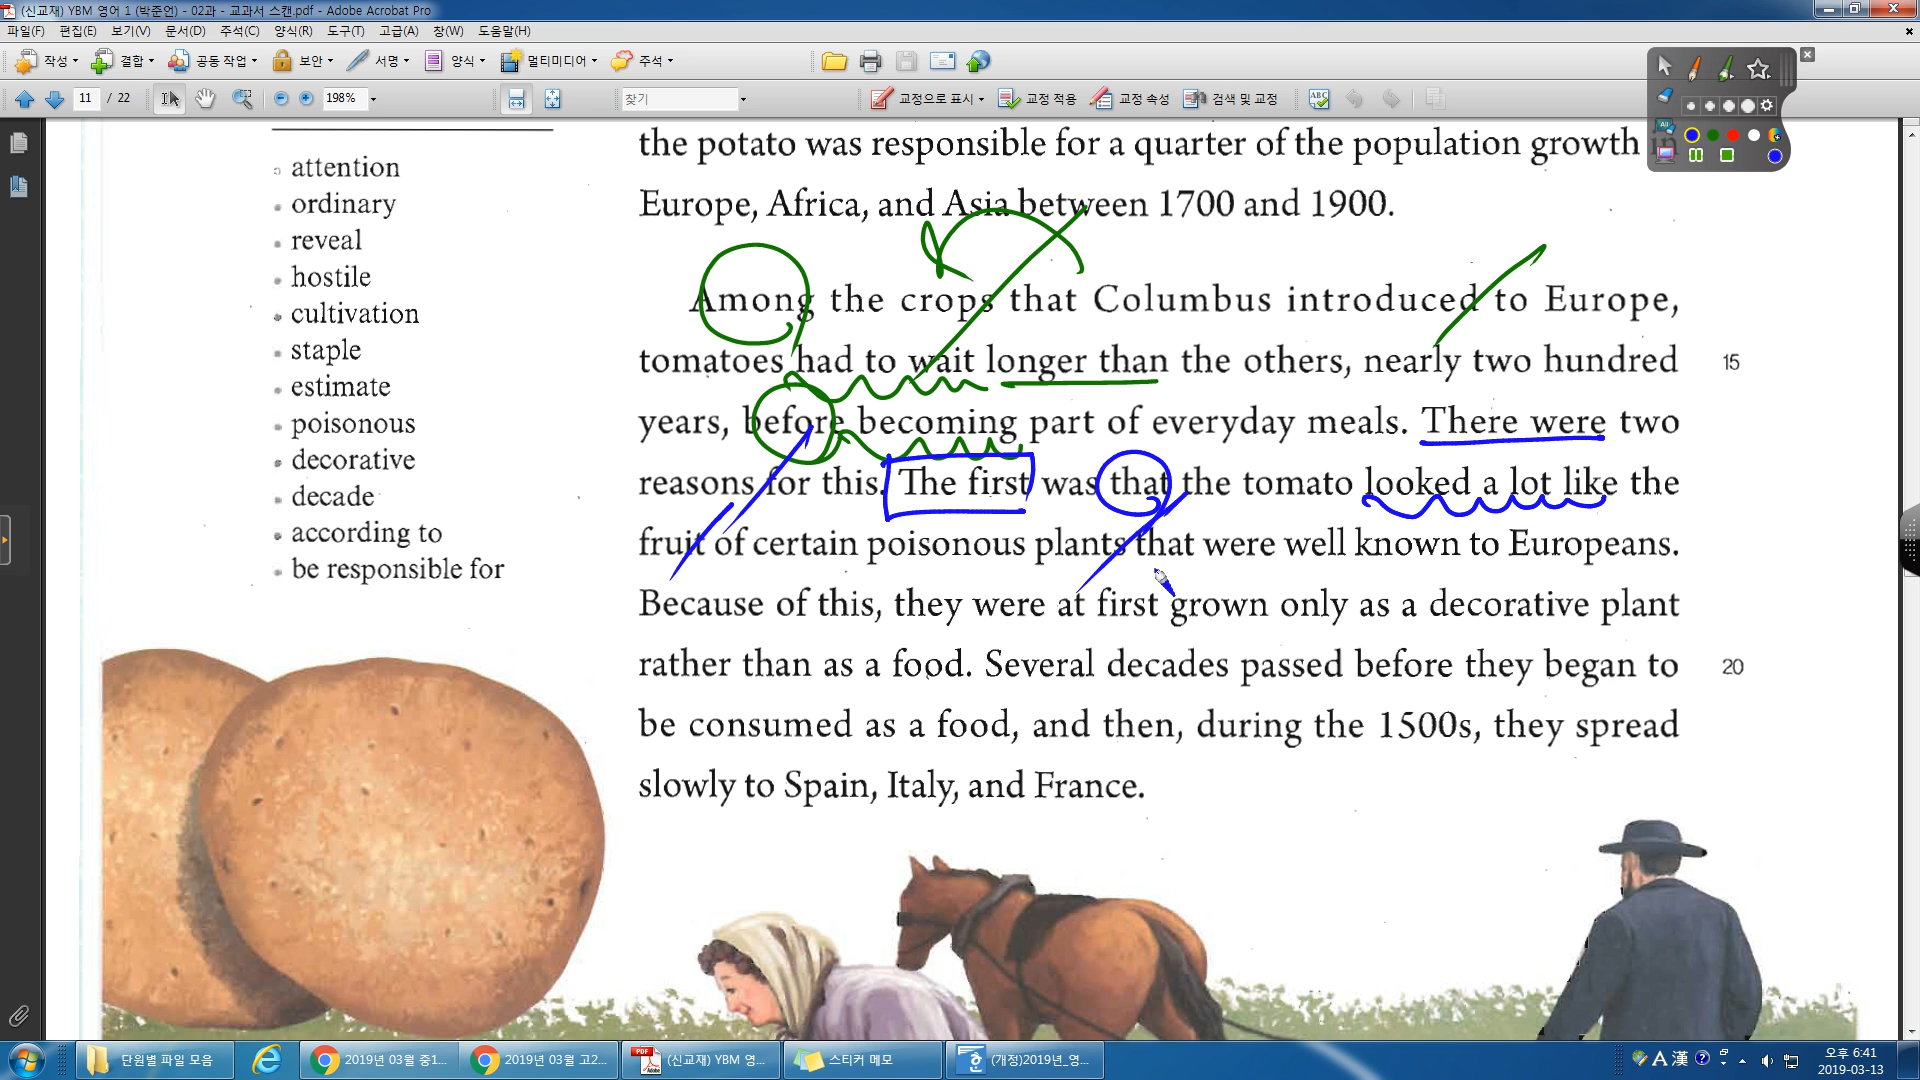 (신교재) YBM 영어 1 (박준언) - 02과 - 교과서 스캔.pdf - Adobe Acrobat Pro
파일(F) 편집(E) 보기(V) 문서(D) 주석(C) 양식(R) 도구(T) 고급(A) 창(W) 도움말(H)
작성 결합 공동 작업 보안 서명 양식 멀티미디어 주석
11 / 22 198% 찾기 교정으로 표시 교정 적용 교정 속성 검색 및 교정
attention
ordinary
reveal
hostile
cultivation
staple
estimate
poisonous
decorative
decade
according to
be responsible for
the potato was responsible for a quarter of the population growth in
Europe, Africa, and Asia between 1700 and 1900.
Among the crops that Columbus introduced to Europe,
tomatoes had to wait longer than the others, nearly two hundred 15
years, before becoming part of everyday meals. There were two
reasons for this. The first was that the tomato looked a lot like the
fruit of certain poisonous plants that were well known to Europeans.
Because of this, they were at first grown only as a decorative plant
rather than as a food. Several decades passed before they began to 20
be consumed as a food, and then, during the 1500s, they spread
slowly to Spain, Italy, and France.
단원별 파일 모음 2019년 03월 중1... 2019년 03월 고2... (신교재) YBM 영... 스티커 메모 (개정)2019년_영... A 漢 오후 6:41
2019-03-13